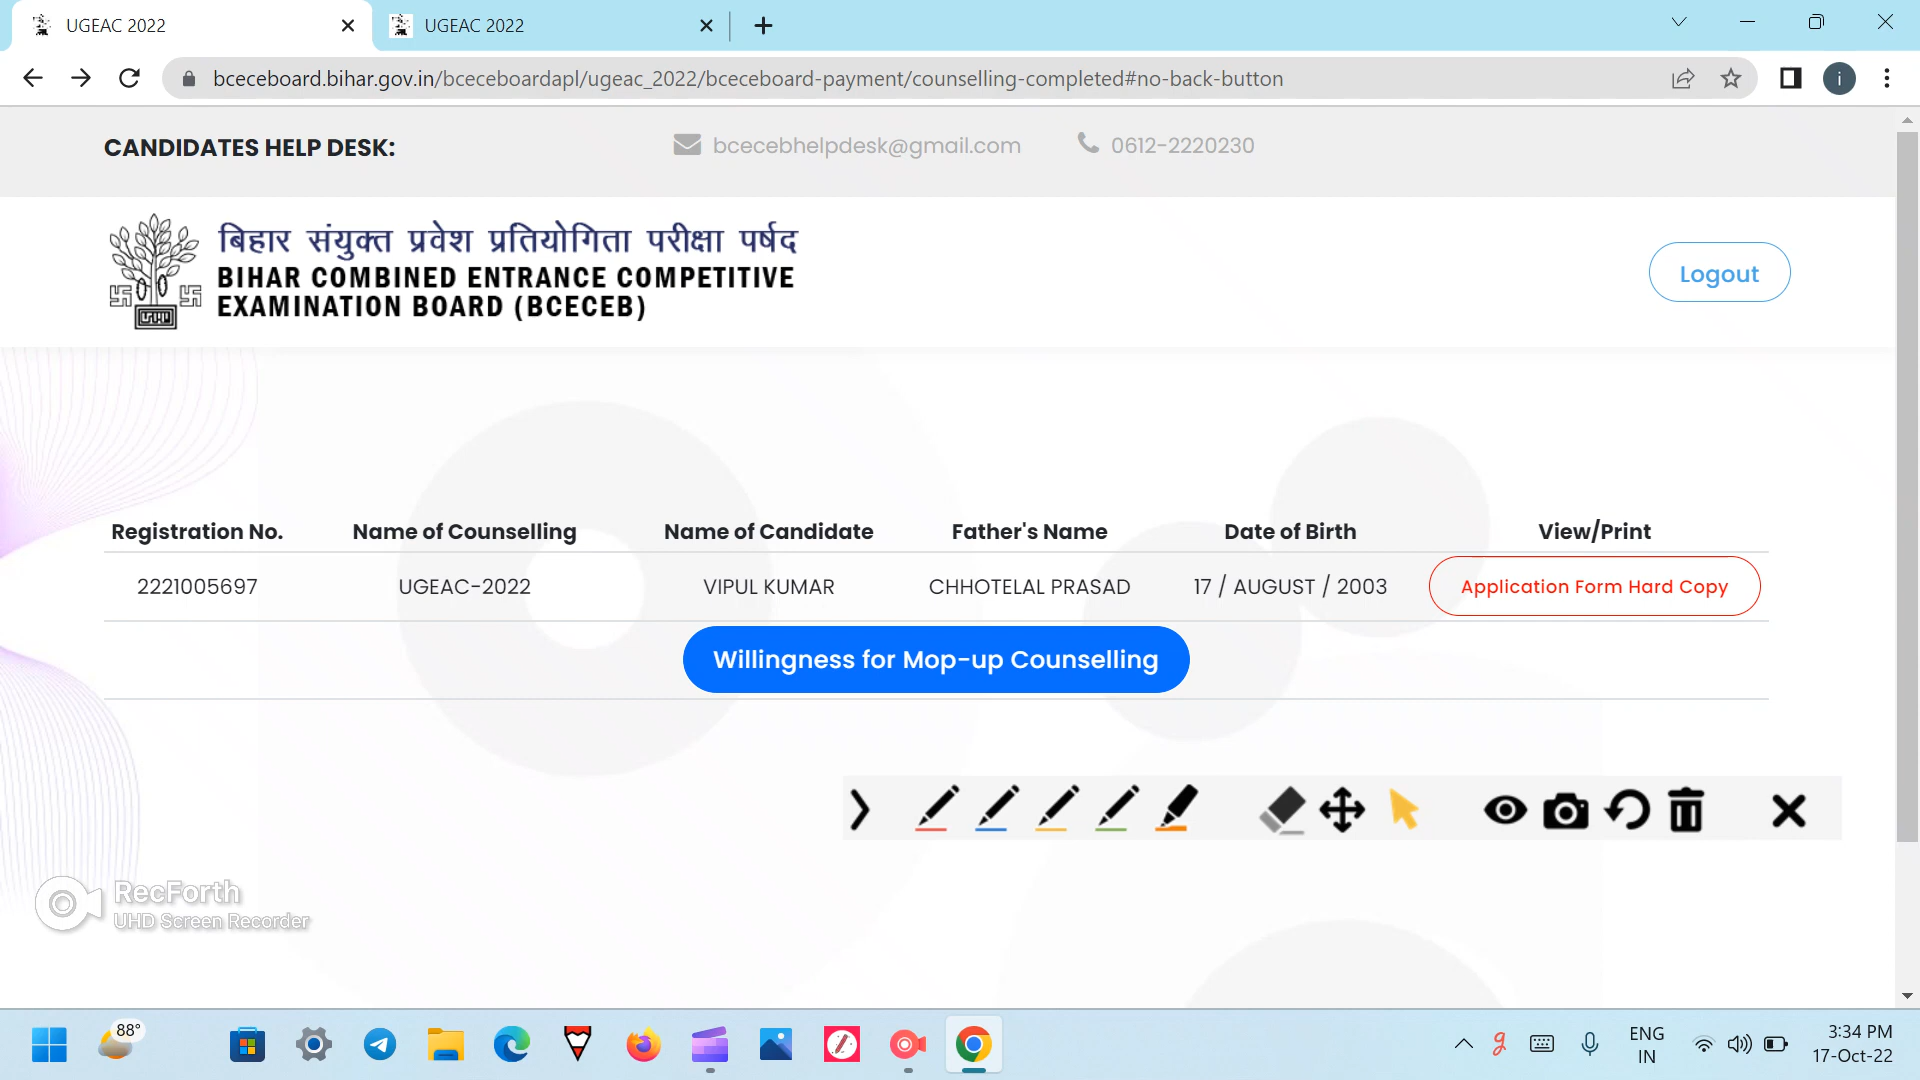 UGEAC 2022
UGEAC 2022
bceceboard.bihar.gov.in/bceceboardapl/ugeac_2022/bceceboard-payment/counselling-completed#no-back-button
i
CANDIDATES HELP DESK:
bcecebhelpdesk@gmail.com
0612-2220230
बिहार संयुक्त प्रवेश प्रतियोगिता परीक्षा पर्षद
BIHAR COMBINED ENTRANCE COMPETITIVE
EXAMINATION BOARD (BCECEB)
Logout
Registration No. Name of Counselling Name of Candidate Father's Name Date of Birth View/Print
2221005697 UGEAC-2022 VIPUL KUMAR CHHOTELAL PRASAD 17 / AUGUST / 2003 Application Form Hard Copy
Willingness for Mop-up Counselling
RecForth
UHD Screen Recorder
88°
ENG
IN
3:34 PM
17-Oct-22